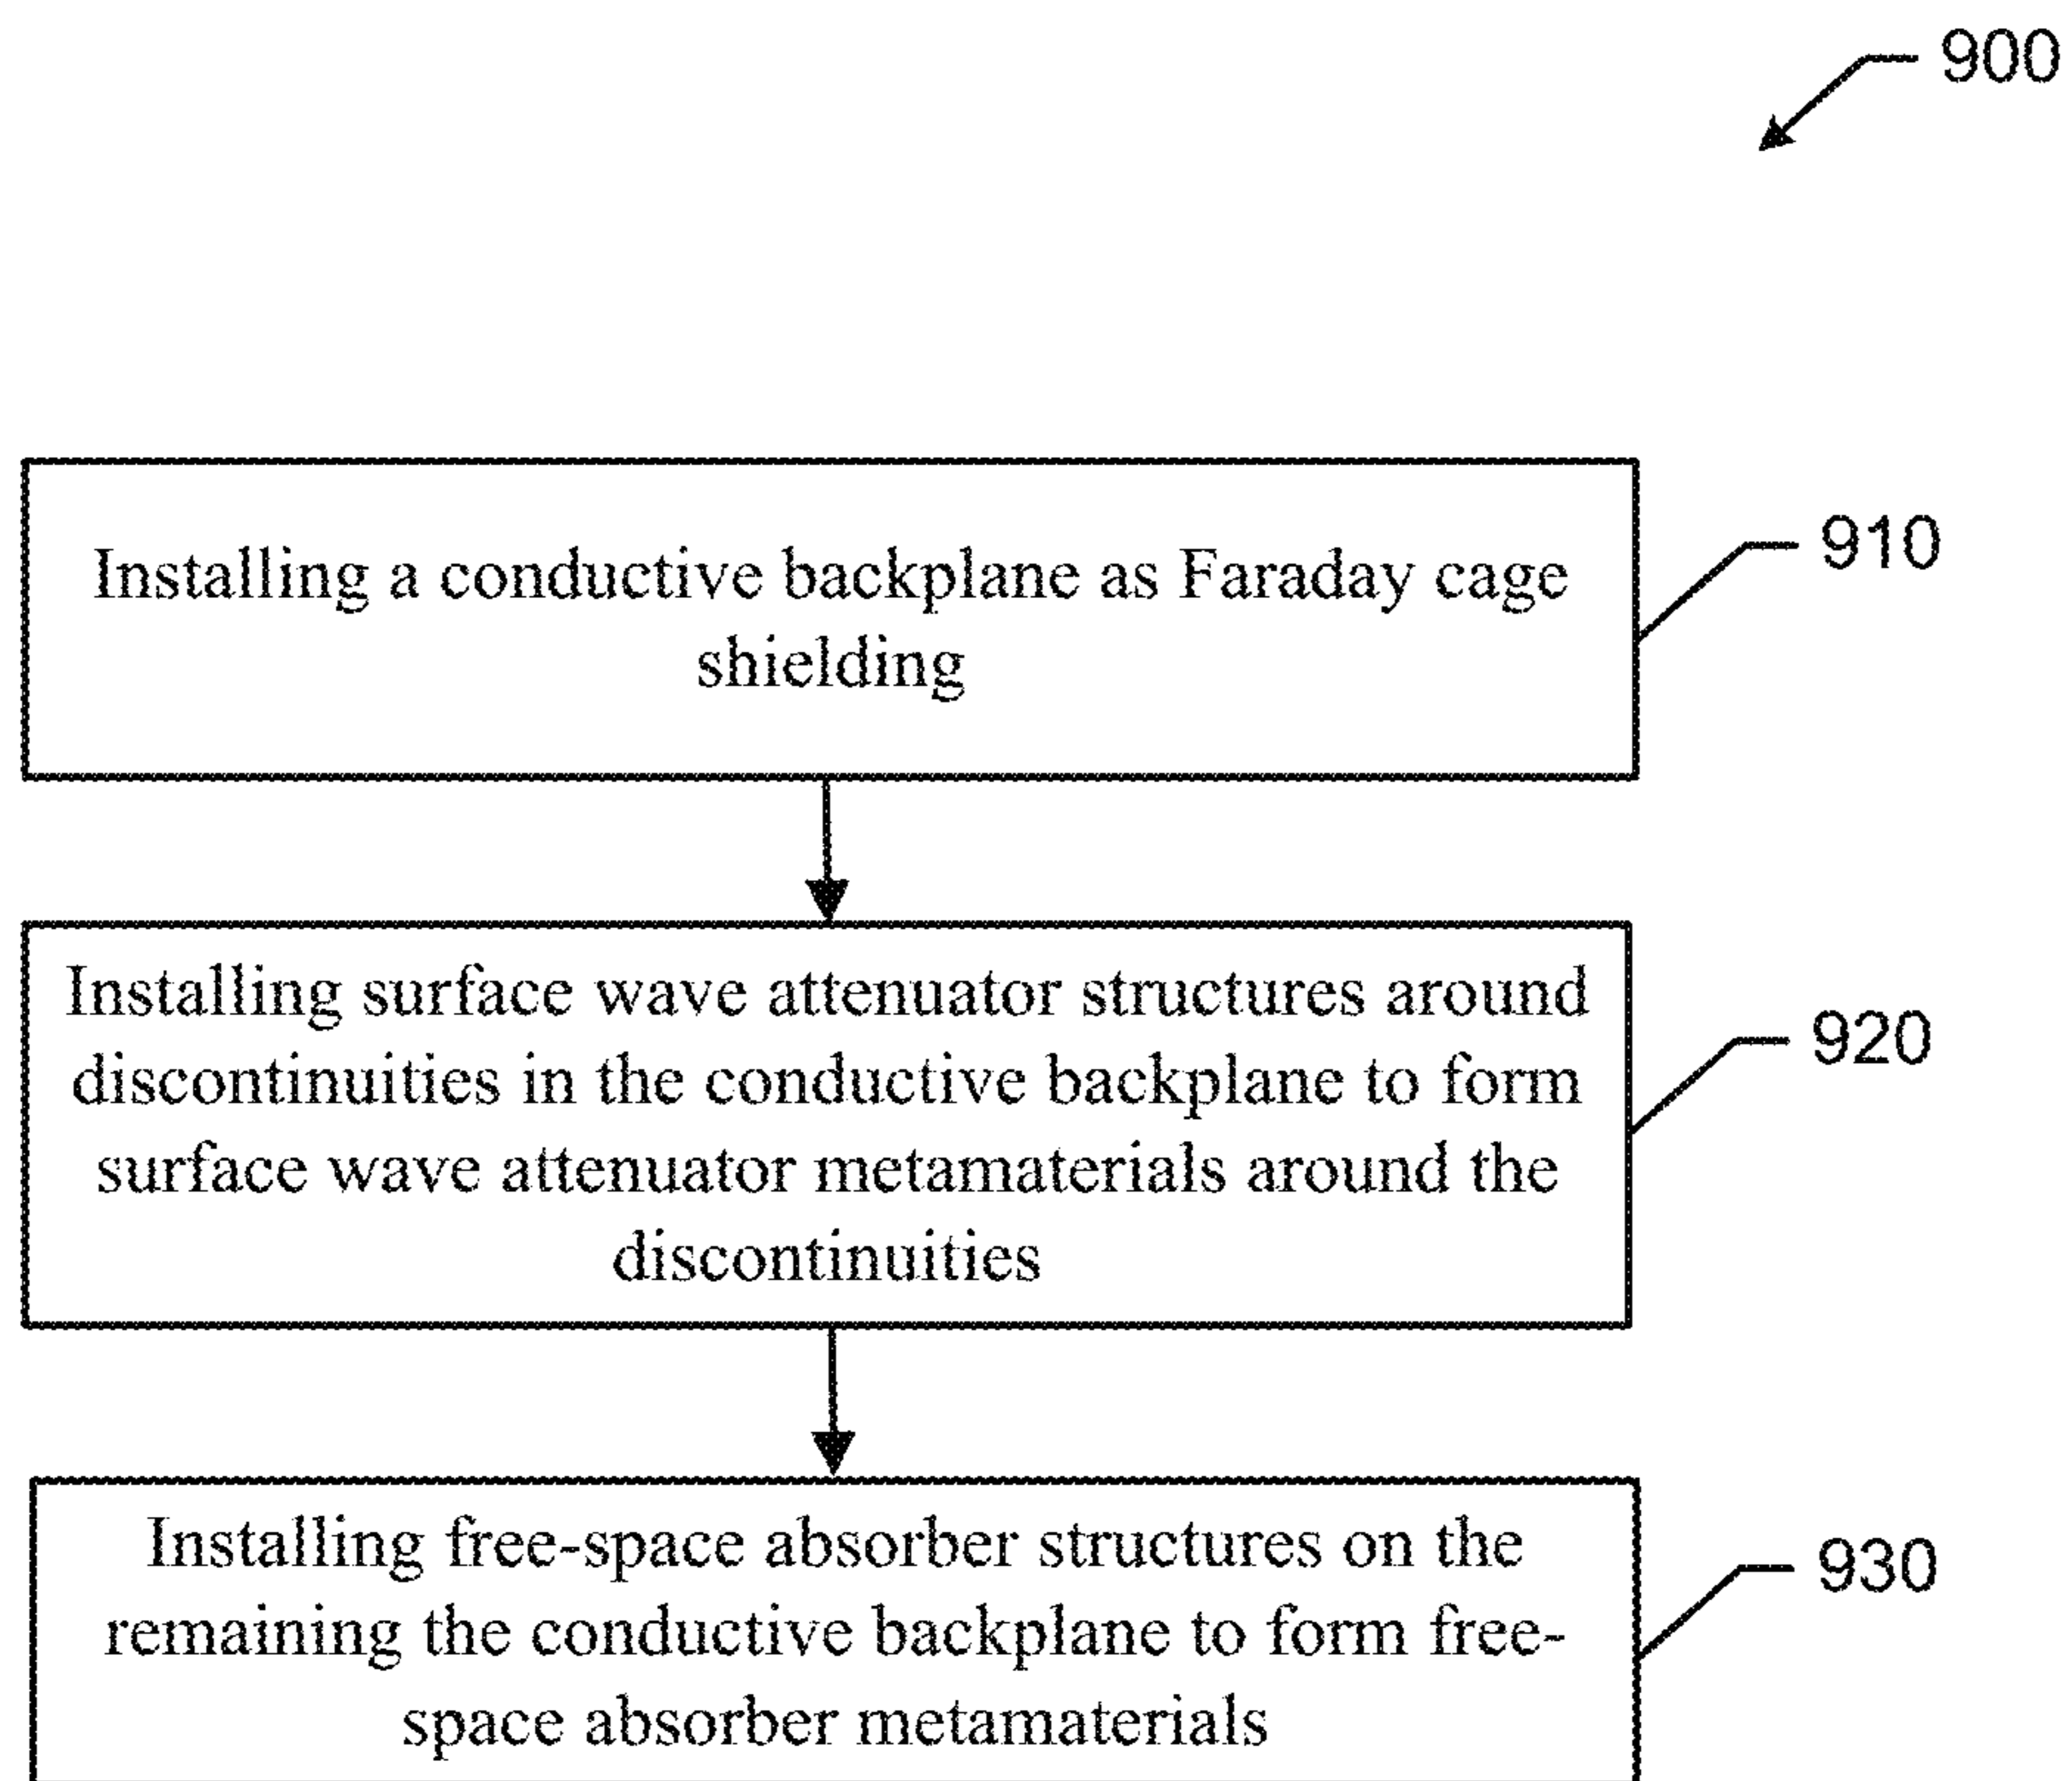 900
Installing a conductive backplane as Faraday cage
shielding
910
Installing surface wave attenuator structures around
discontinuities in the conductive backplane to form
surface wave attenuator metamaterials around the
discontinuities
920
Installing free-space absorber structures on the
remaining the conductive backplane to form free-
space absorber metamaterials
930